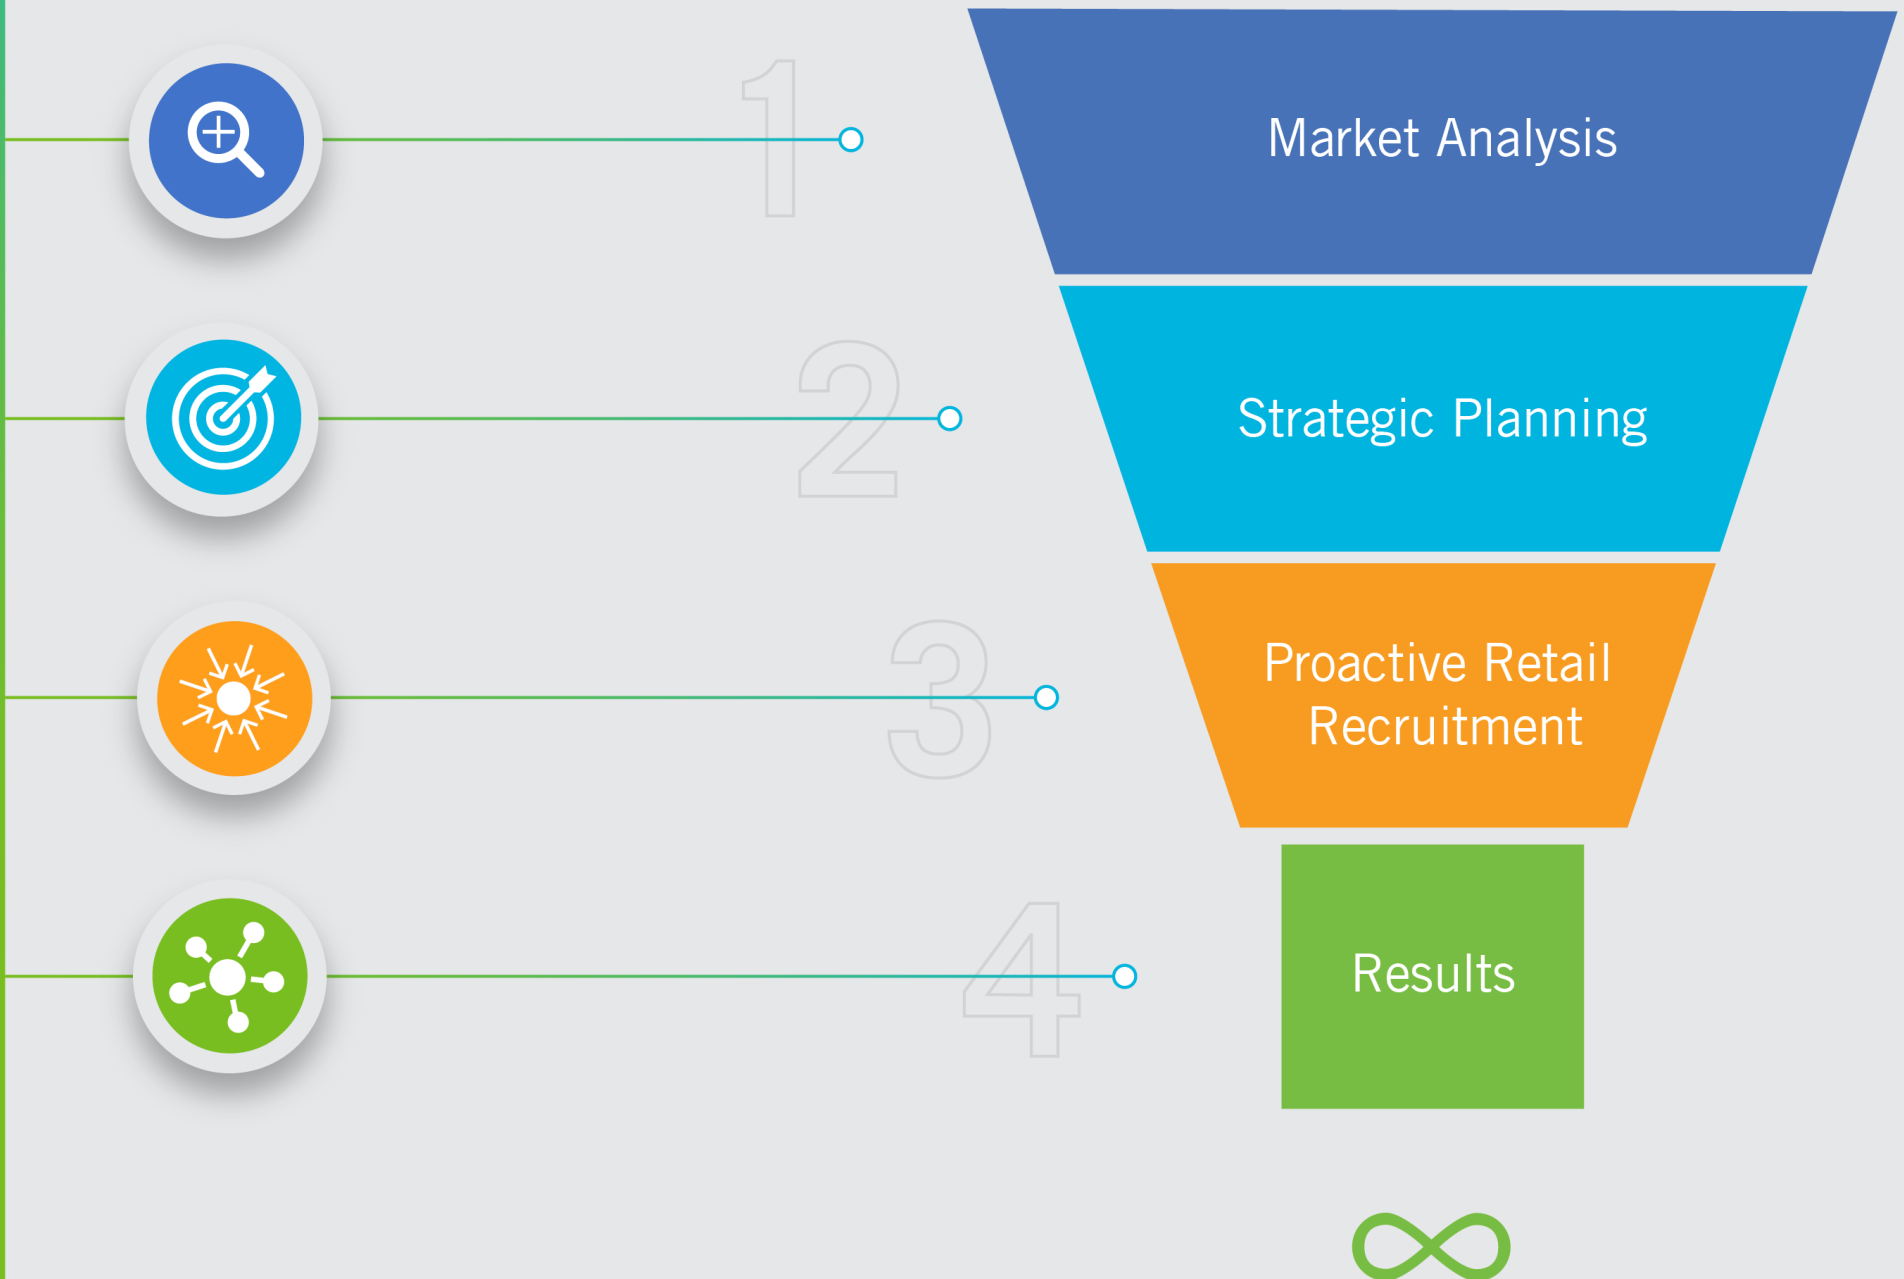 1
Market Analysis
2
Strategic Planning
3
Proactive Retail
Recruitment
4
Results